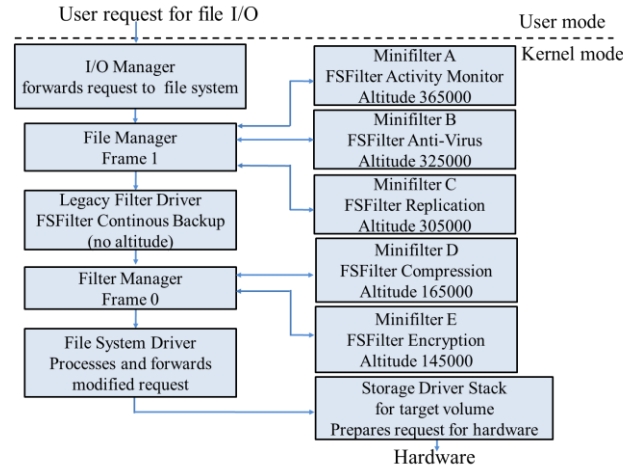 User request for file I/O
User mode
Kernel mode
I/O Manager
forwards request to file system
File Manager
Frame 1
Legacy Filter Driver
FSFilter Continous Backup
(no altitude)
Filter Manager
Frame 0
File System Driver
Processes and forwards
modified request
Minifilter A
FSFilter Activity Monitor
Altitude 365000
Minifilter B
FSFilter Anti-Virus
Altitude 325000
Minifilter C
FSFilter Replication
Altitude 305000
Minifilter D
FSFilter Compression
Altitude 165000
Minifilter E
FSFilter Encryption
Altitude 145000
Storage Driver Stack
for target volume
Prepares request for hardware
Hardware